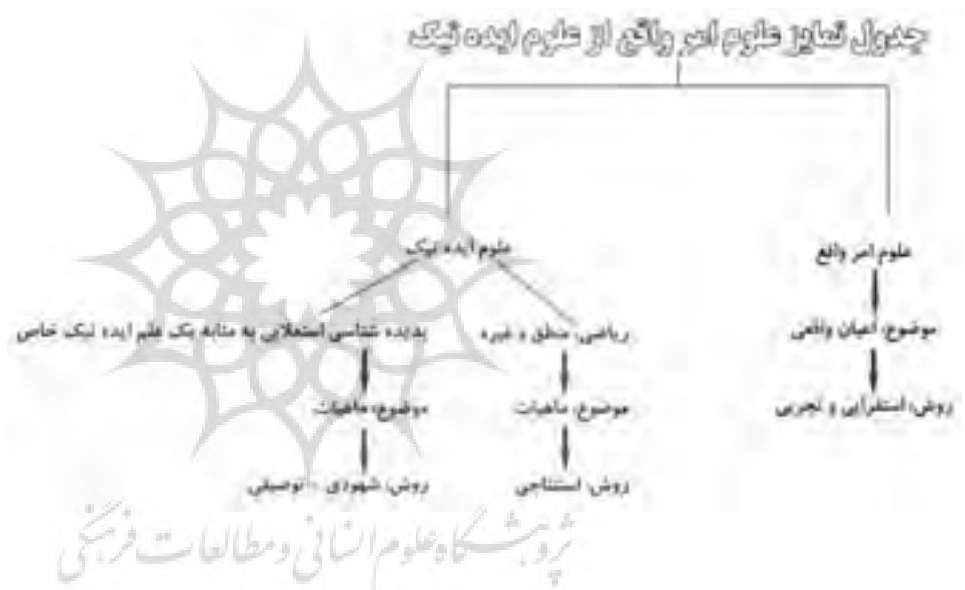 جدول تمایز علوم امر واقع از علوم ایده تیک
علوم امر واقع
علوم ایده تیک
موضوع، اعیان واقعی
ریاضی، منطق و غیره
پدیده شناسی استعلایی به مثابه یک علم ایده تیک خاص
روش، استقرایی و تجربی
موضوع، ماهیات
موضوع، ماهیات
روش، استنتاجی
روش، شهودی - توصیفی
پژوهشگاه علوم انسانی و مطالعات فرهنگی